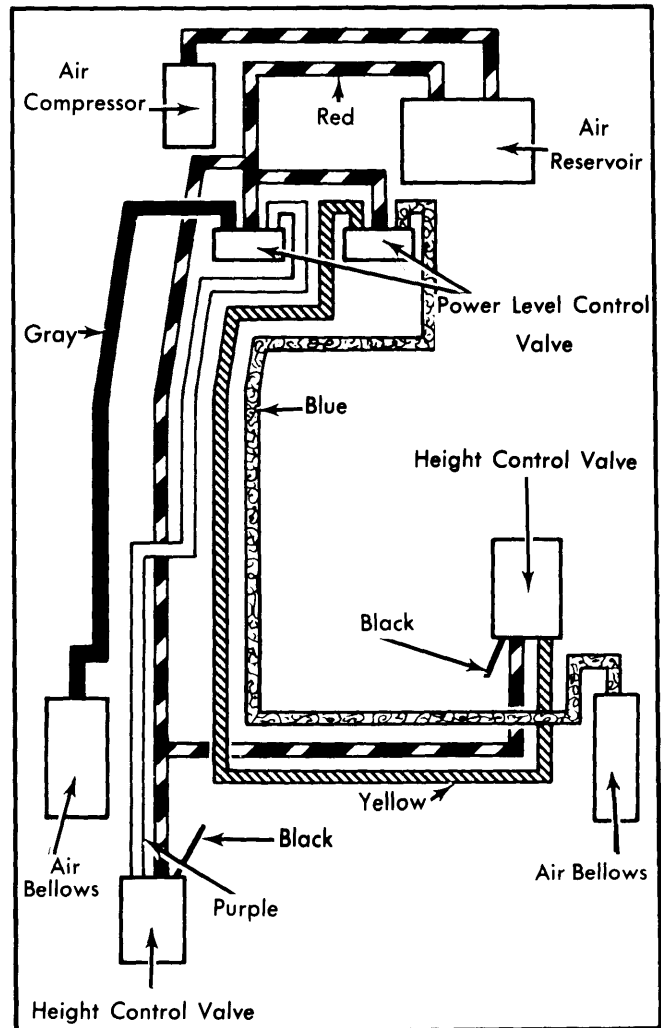 Air
Compressor
Red
Air
Reservoir
Power Level Control
Valve
Gray
Blue
Height Control Valve
Black
Yellow
Black
Air
Bellows
Purple
Air Bellows
Height Control Valve